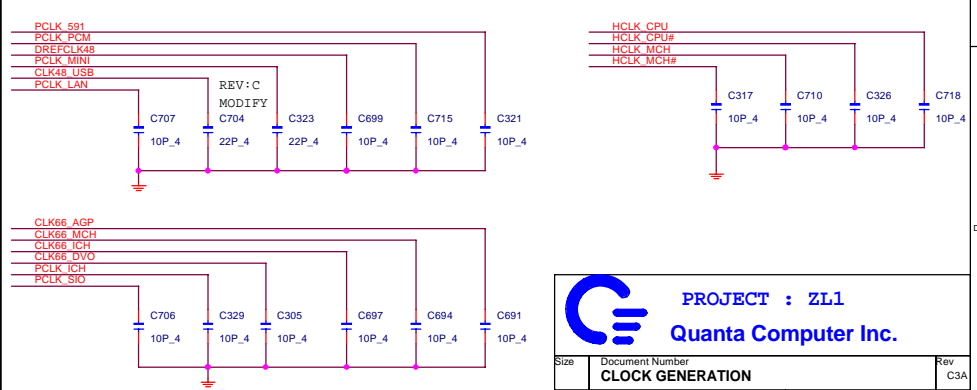 PCLK_591
PCLK_PCM
DREFCLK48
PCLK_MINI
CLK48_USB
PCLK_LAN
REV:C
MODIFY
C707
10P_4
C704
22P_4
C323
22P_4
C699
10P_4
C715
10P_4
C321
10P_4
HCLK_CPU
HCLK_CPU#
HCLK_MCH
HCLK_MCH#
C317
10P_4
C710
10P_4
C326
10P_4
C718
10P_4
CLK66_AGP
CLK66_MCH
CLK66_ICH
CLK66_DVO
PCLK_ICH
PCLK_SIO
C706
10P_4
C329
10P_4
C305
10P_4
C697
10P_4
C694
10P_4
C691
10P_4
PROJECT : ZL1
Quanta Computer Inc.
Size
Document Number
Rev
CLOCK GENERATION
C3A